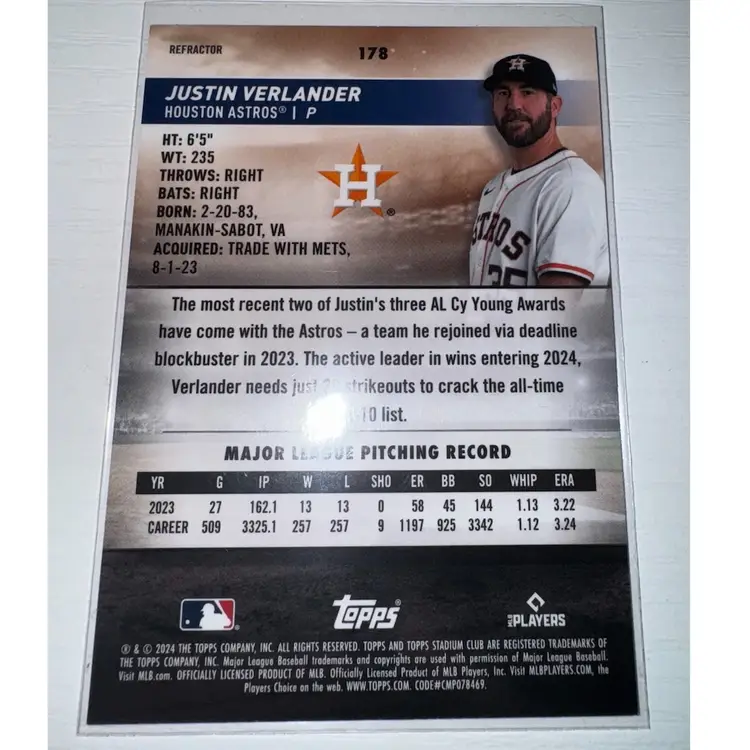 REFRACTOR
178
JUSTIN VERLANDER
HOUSTON ASTROS® | P
HT: 6'5"
WT: 235
THROWS: RIGHT
BATS: RIGHT
BORN: 2-20-83,
MANAKIN-SABOT, VA
ACQUIRED: TRADE WITH METS,
8-1-23
H
®
H
STROS
35
The most recent two of Justin's three AL Cy Young Awards
have come with the Astros – a team he rejoined via deadline
blockbuster in 2023. The active leader in wins entering 2024,
Verlander needs just strikeouts to crack the all-time
10 list.
MAJOR LEAGUE PITCHING RECORD
YR G IP W L SHO ER BB SO WHIP ERA
2023 27 162.1 13 13 0 58 45 144 1.13 3.22
CAREER 509 3325.1 257 257 9 1197 925 3342 1.12 3.24
topps®
MLB PLAYERS
® & © 2024 THE TOPPS COMPANY, INC. ALL RIGHTS RESERVED. TOPPS AND TOPPS STADIUM CLUB ARE REGISTERED TRADEMARKS OF
THE TOPPS COMPANY, INC. Major League Baseball trademarks and copyrights are used with permission of Major League Baseball.
Visit MLB.com. OFFICIALLY LICENSED PRODUCT OF MLB. Officially Licensed Product of MLB Players, Inc. Visit MLBPLAYERS.COM, the
Players Choice on the web. WWW.TOPPS.COM. CODE#CMP078469.